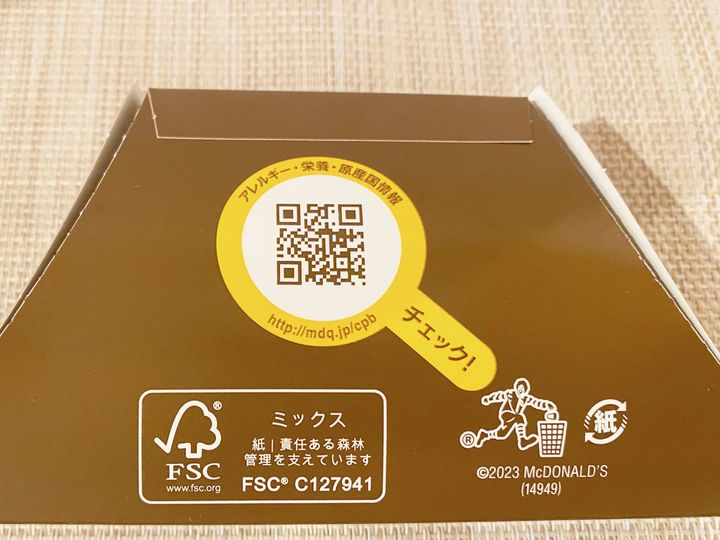 アレルギー・栄養・原産国情報
http://mdq.jp/cpb
チェック!
FSC®
www.fsc.org
ミックス
紙 | 責任ある森林
管理を支えています
FSC® C127941
®
紙
©2023 McDONALD'S
(14949)